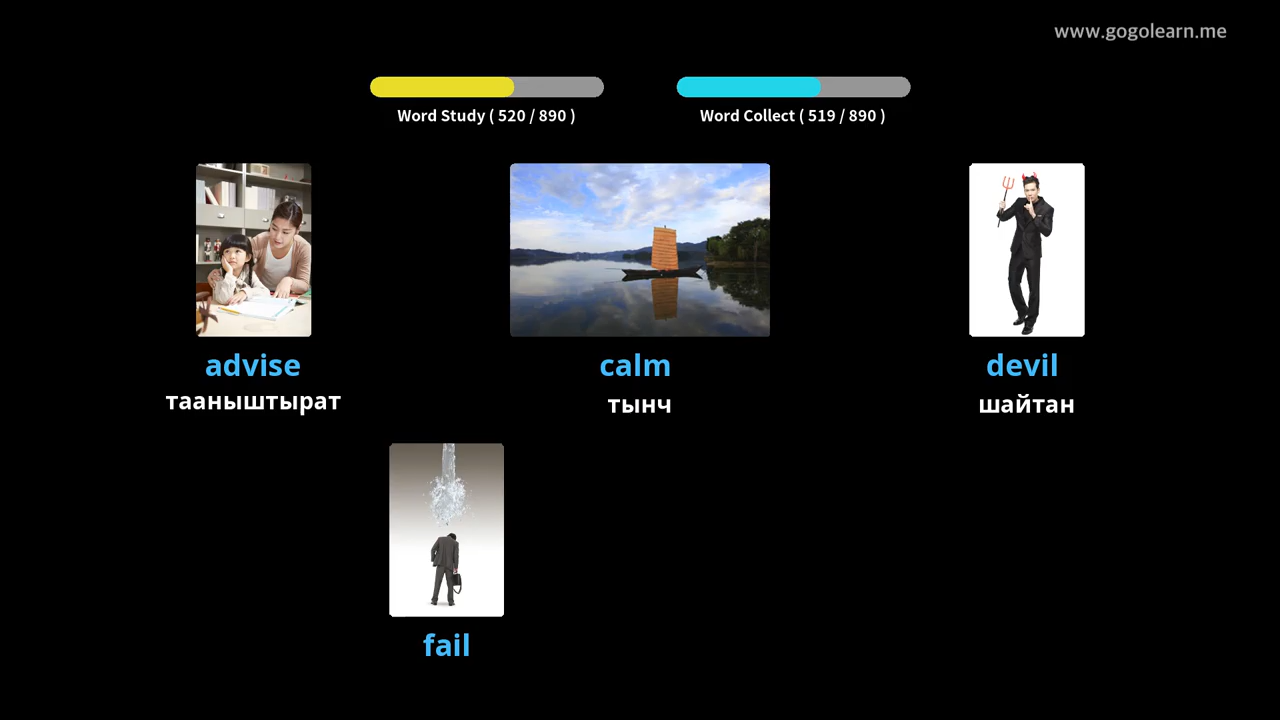 www.gogolearn.me
Word Study ( 520 / 890 )
Word Collect ( 519 / 890 )
advise
тааныштырат
calm
тынч
devil
шайтан
fail